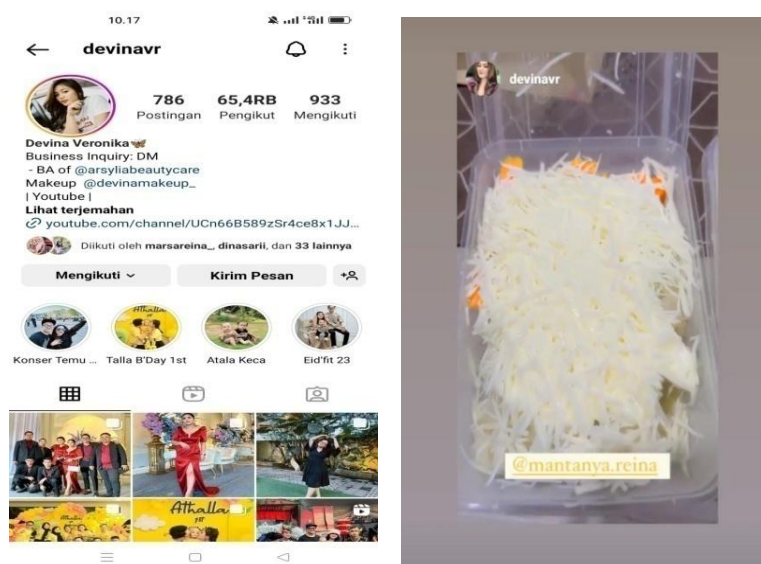 10.17
devinavr
786
65,4RB
933
Postingan
Pengikut
Mengikuti
Devina Veronika🦋
Business Inquiry: DM
- BA of @arsyliabeautycare
Makeup @devinamakeup_
| Youtube |
Lihat terjemahan
youtube.com/channel/UCn66B589zSr4ce8x1JJ...
Diikuti oleh marsareina_, dinasarii, dan 33 lainnya
Mengikuti
Kirim Pesan
Konser Temu ...
Talla B'Day 1st
Atala Keca
Eid'fit 23
Athalla
1st
devinavr
@mantanya.reina